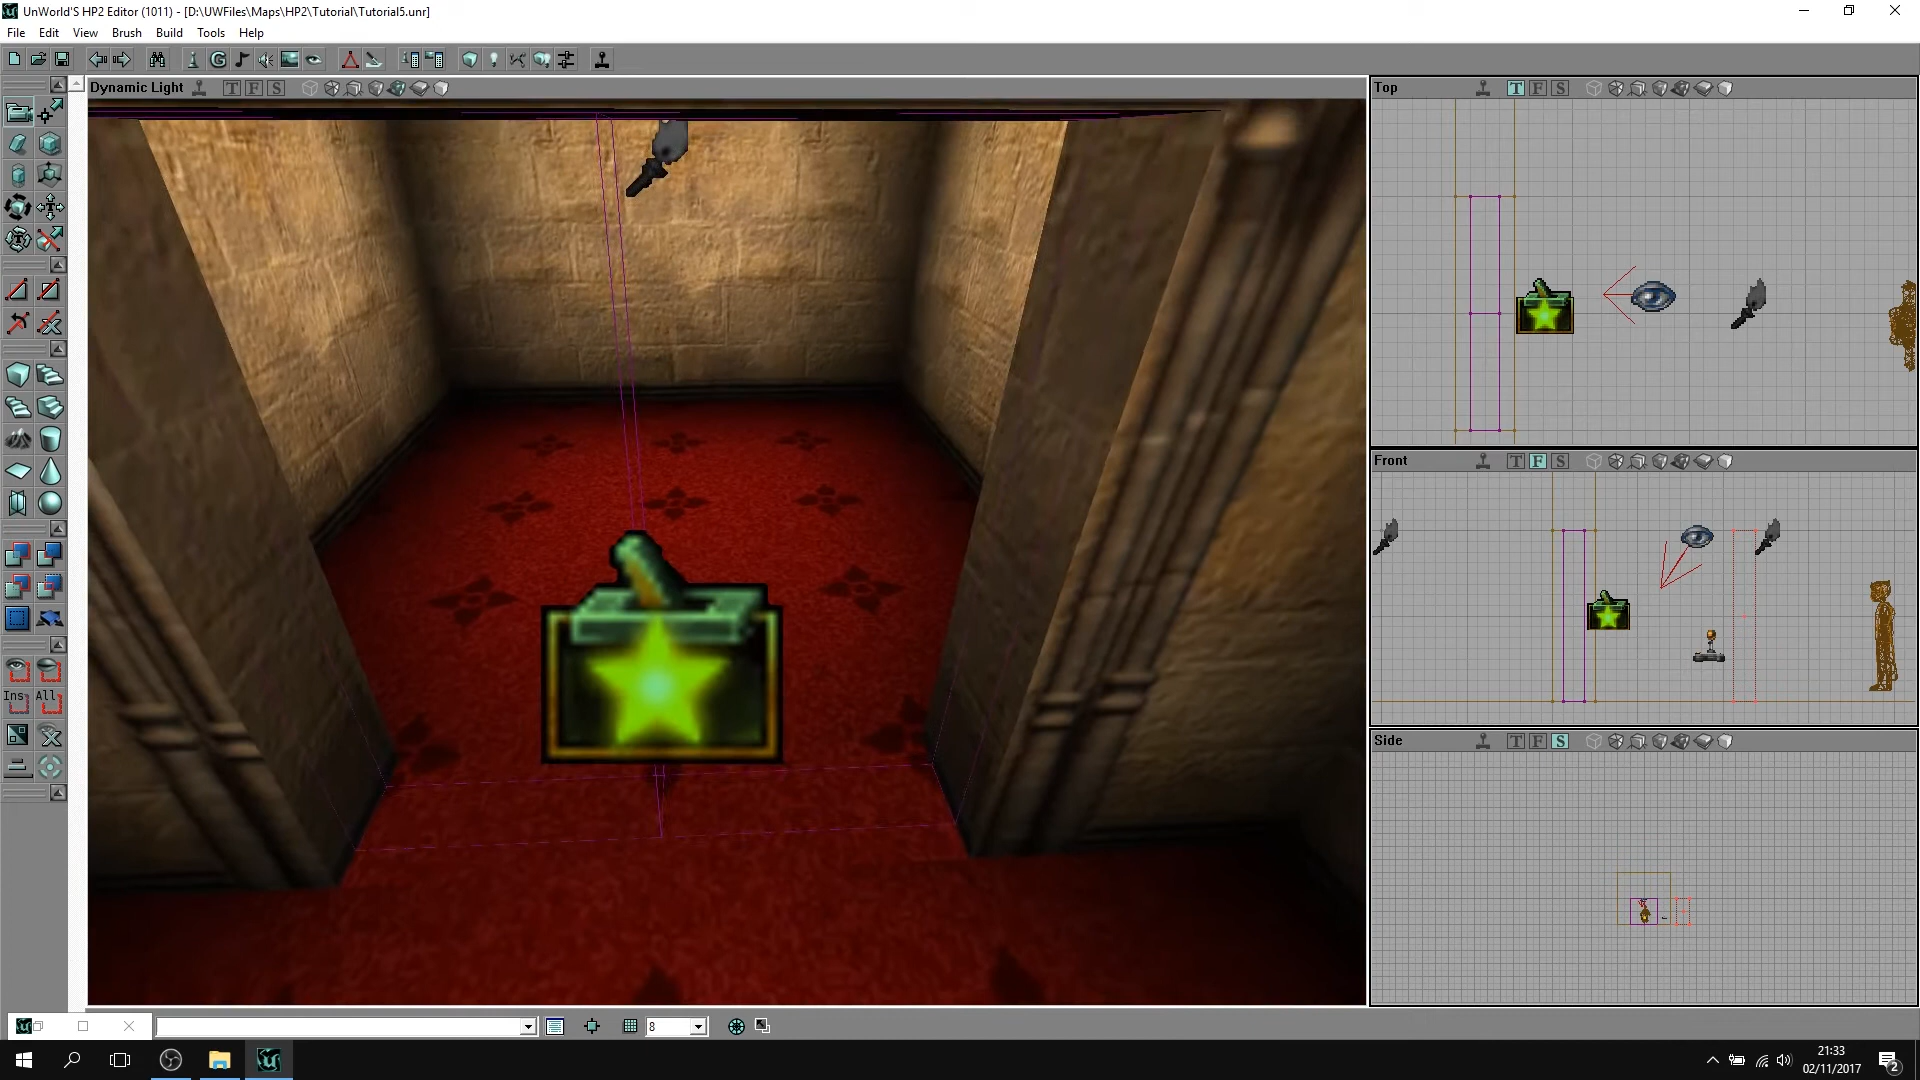 UnWorld'S HP2 Editor (1011) - [D:\UWFiles\Maps\HP2\Tutorial\Tutorial5.unr]
File Edit View Brush Build Tools Help
Dynamic Light T F S
Top T F S
Front T F S
Side T F S
Ins All
8
21:33
02/11/2017
2